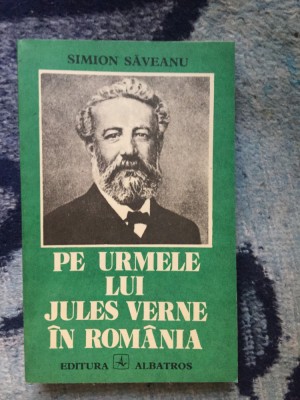 SIMION SĂVEANU
PE URMELE
LUI
JULES VERNE
ÎN ROMÂNIA
EDITURA ALBATROS